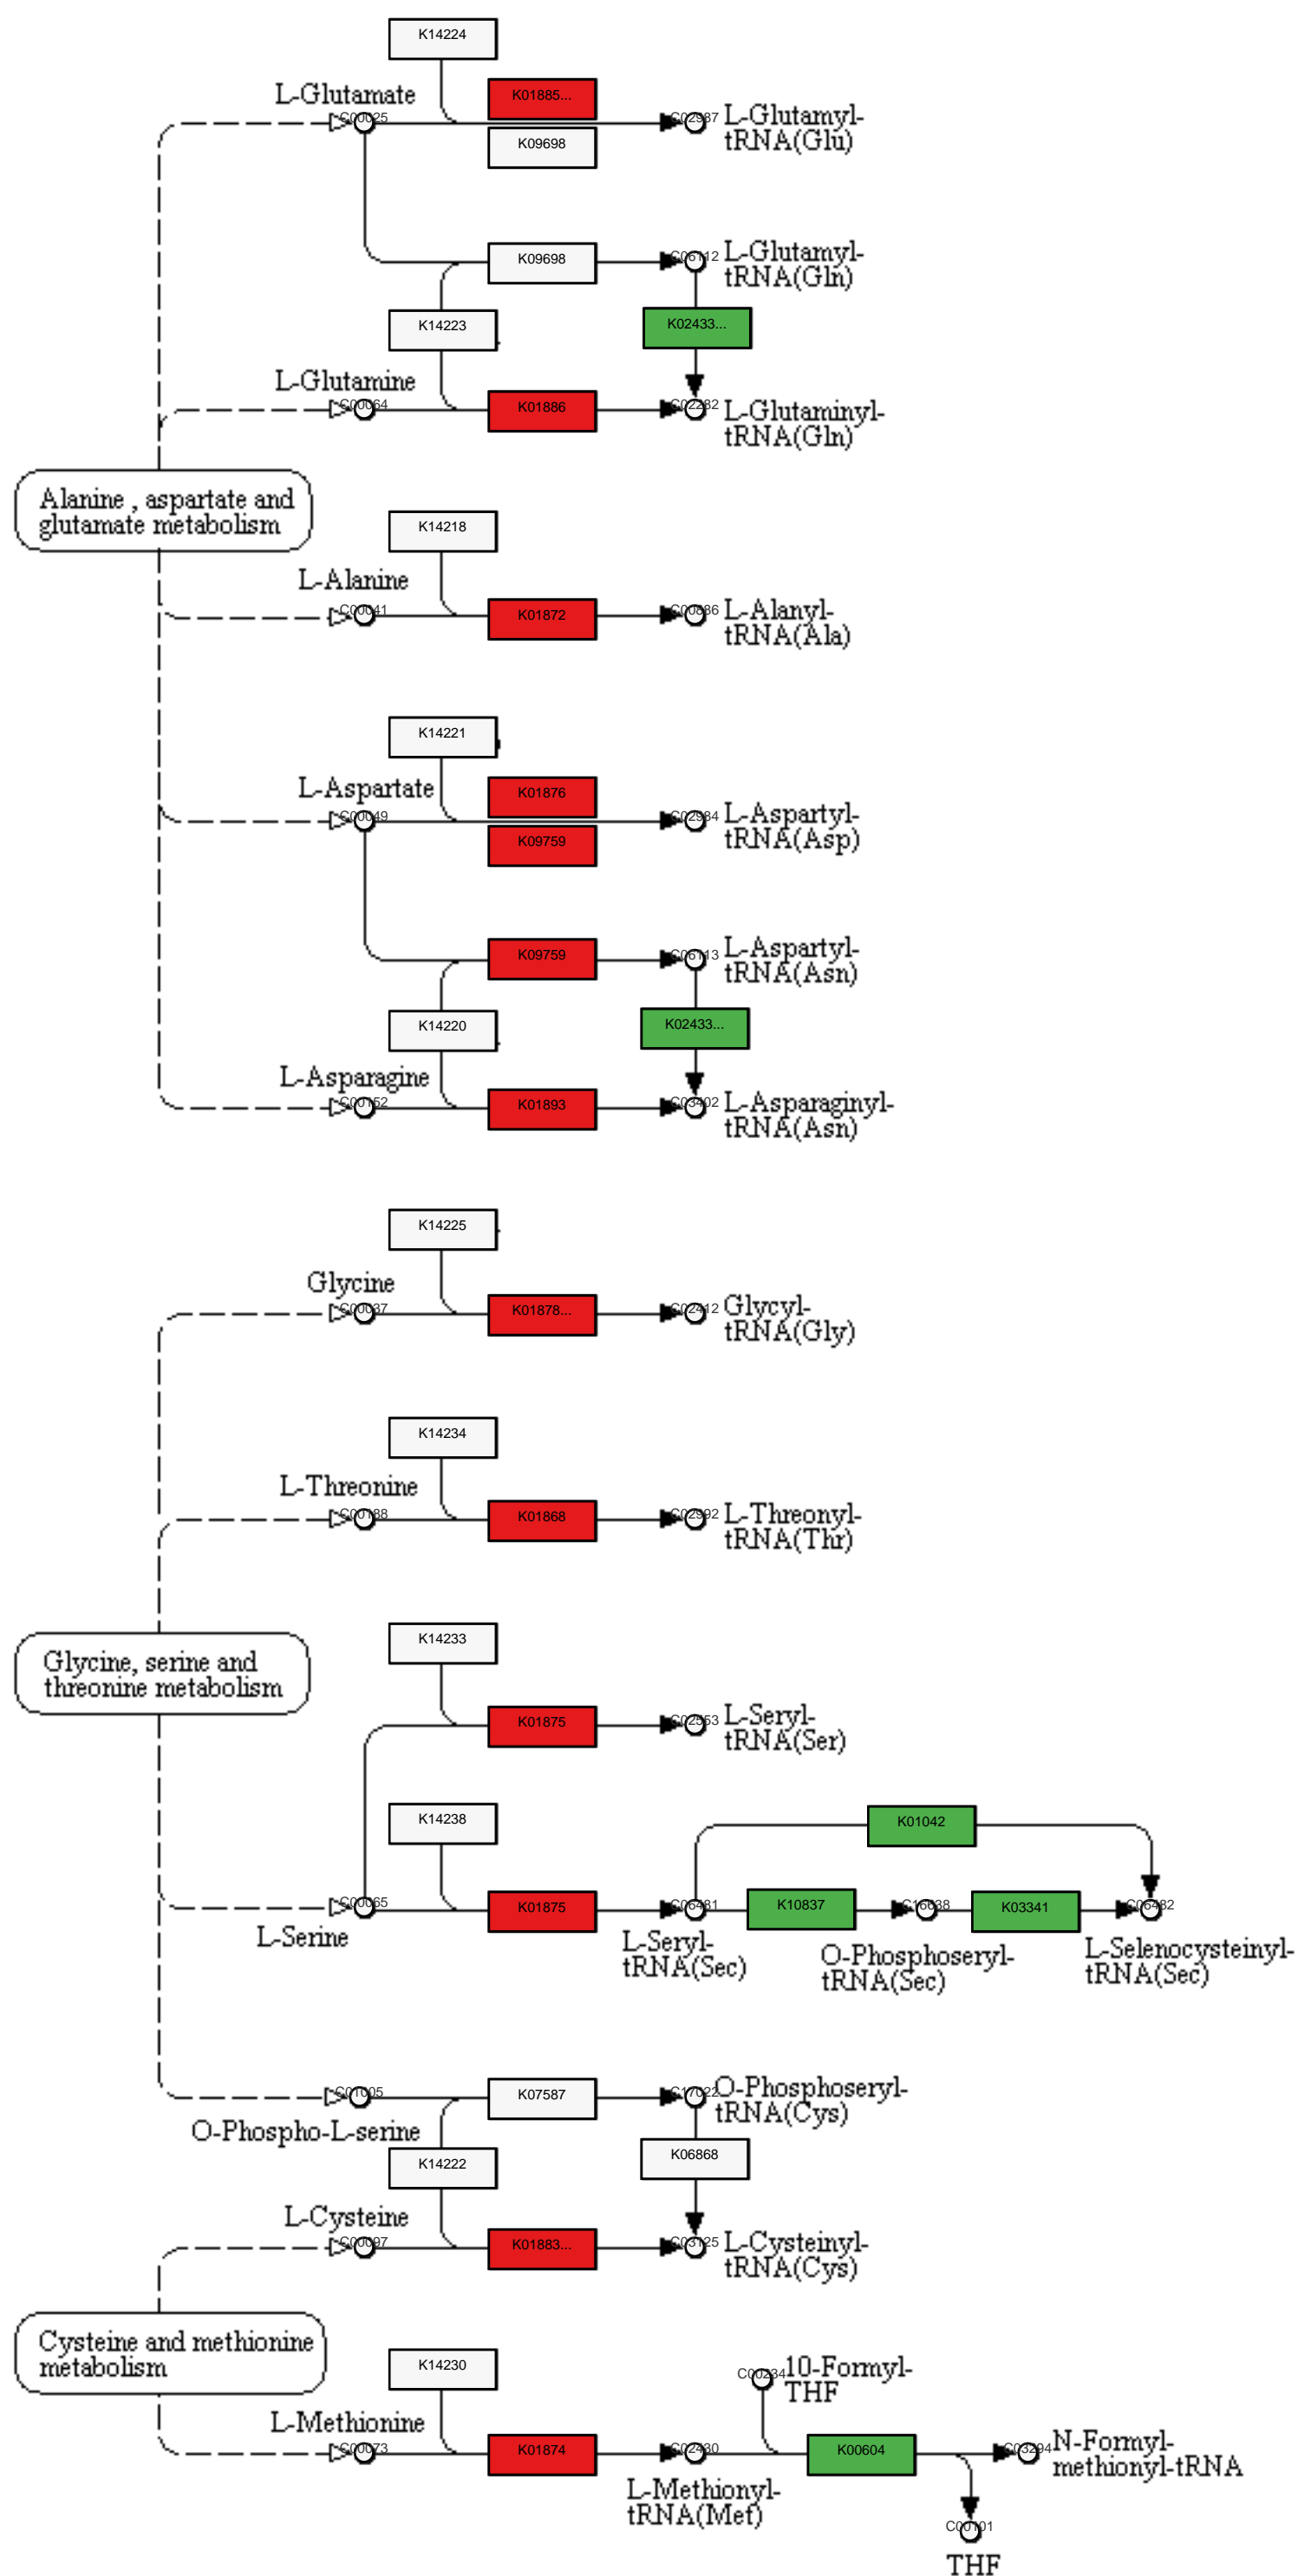 K14224
L-Glutamate
K01885...
C00025
C02987
L-Glutamyl-
tRNA(Glu)
K09698
K09698
C06112
L-Glutamyl-
tRNA(Gln)
K14223
K02433...
L-Glutamine
C00064
K01886
C02282
L-Glutaminyl-
tRNA(Gln)
Alanine , aspartate and
glutamate metabolism
K14218
L-Alanine
C00041
K01872
C00886
L-Alanyl-
tRNA(Ala)
K14221
L-Aspartate
K01876
C00049
C02984
L-Aspartyl-
tRNA(Asp)
K09759
K09759
C06113
L-Aspartyl-
tRNA(Asn)
K14220
K02433...
L-Asparagine
C00152
K01893
C03402
L-Asparaginyl-
tRNA(Asn)
K14225
Glycine
C00037
K01878...
C02412
Glycyl-
tRNA(Gly)
K14234
L-Threonine
C00188
K01868
C02992
L-Threonyl-
tRNA(Thr)
Glycine, serine and
threonine metabolism
K14233
K01875
C02553
L-Seryl-
tRNA(Ser)
K14238
K01042
C00065
L-Serine
K01875
C06481
L-Seryl-
tRNA(Sec)
K10837
C16638
O-Phosphoseryl-
tRNA(Sec)
K03341
C06482
L-Selenocysteinyl-
tRNA(Sec)
C01005
O-Phospho-L-serine
K07587
C17022
O-Phosphoseryl-
tRNA(Cys)
K14222
K06868
L-Cysteine
C00097
K01883...
C03125
L-Cysteinyl-
tRNA(Cys)
Cysteine and methionine
metabolism
K14230
C00234
10-Formyl-
THF
L-Methionine
C00073
K01874
C02430
L-Methionyl-
tRNA(Met)
K00604
C03294
N-Formyl-
methionyl-tRNA
C00101
THF